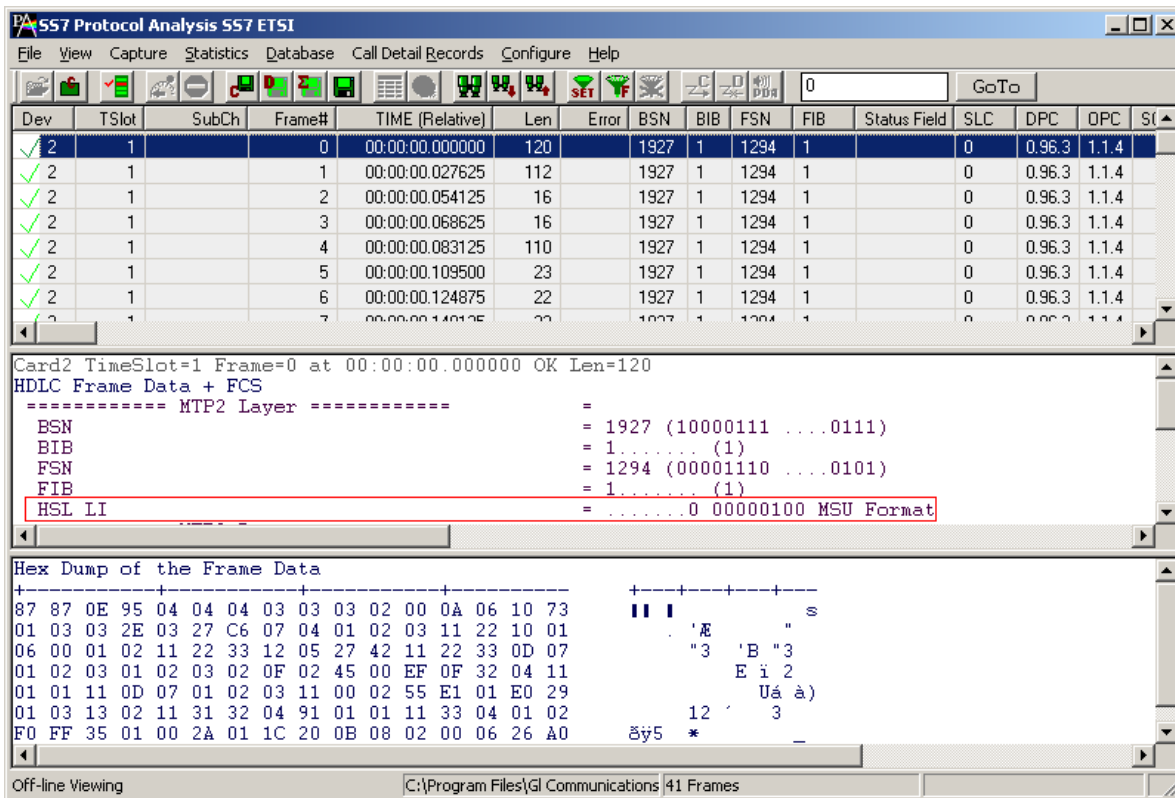 SS7 Protocol Analysis SS7 ETSI
File View Capture Statistics Database Call Detail Records Configure Help
0 GoTo
Dev TSlot SubCh Frame# TIME (Relative) Len Error BSN BIB FSN FIB Status Field SLC DPC OPC
2 1 0 00:00:00.000000 120 1927 1 1294 1 0 0.96.3 1.1.4
2 1 1 00:00:00.027625 112 1927 1 1294 1 0 0.96.3 1.1.4
2 1 2 00:00:00.054125 16 1927 1 1294 1 0 0.96.3 1.1.4
2 1 3 00:00:00.068625 16 1927 1 1294 1 0 0.96.3 1.1.4
2 1 4 00:00:00.083125 110 1927 1 1294 1 0 0.96.3 1.1.4
2 1 5 00:00:00.109500 23 1927 1 1294 1 0 0.96.3 1.1.4
2 1 6 00:00:00.124875 22 1927 1 1294 1 0 0.96.3 1.1.4
Card2 TimeSlot=1 Frame=0 at 00:00:00.000000 OK Len=120
HDLC Frame Data + FCS
============ MTP2 Layer ============ =
BSN = 1927 (10000111 ....0111)
BIB = 1....... (1)
FSN = 1294 (00001110 ....0101)
FIB = 1....... (1)
HSL LI = .......0 00000100 MSU Format
Hex Dump of the Frame Data
+-----------+-----------+-----------+----------- +---+---+---+---
87 87 0E 95 04 04 04 03 03 03 02 00 0A 06 10 73 s
01 03 03 2E 03 27 C6 07 04 01 02 03 11 22 10 01 . 'Æ "
06 00 01 02 11 22 33 12 05 27 42 11 22 33 0D 07 "3 'B "3
01 02 03 01 02 03 02 0F 02 45 00 EF 0F 32 04 11 E ï 2
01 01 11 0D 07 01 02 03 11 00 02 55 E1 01 E0 29 Uá à)
01 03 13 02 11 31 32 04 91 01 01 11 33 04 01 02 12 ´ 3
F0 FF 35 01 00 2A 01 1C 20 0B 08 02 00 06 26 A0 ðÿ5 *
Off-line Viewing C:\Program Files\Gl Communications 41 Frames